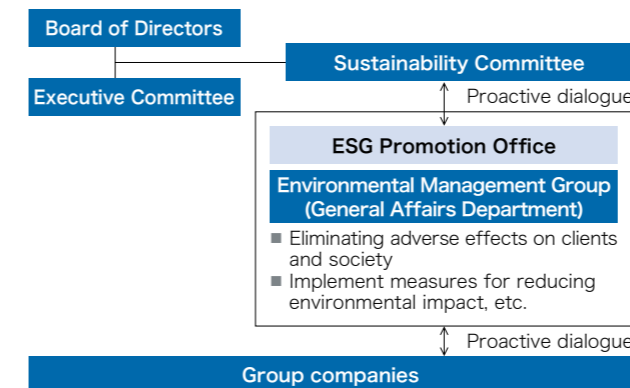 Board of Directors
Executive Committee
Sustainability Committee
Proactive dialogue
ESG Promotion Office
Environmental Management Group
(General Affairs Department)
■ Eliminating adverse effects on clients
and society
■ Implement measures for reducing
environmental impact, etc.
Proactive dialogue
Group companies